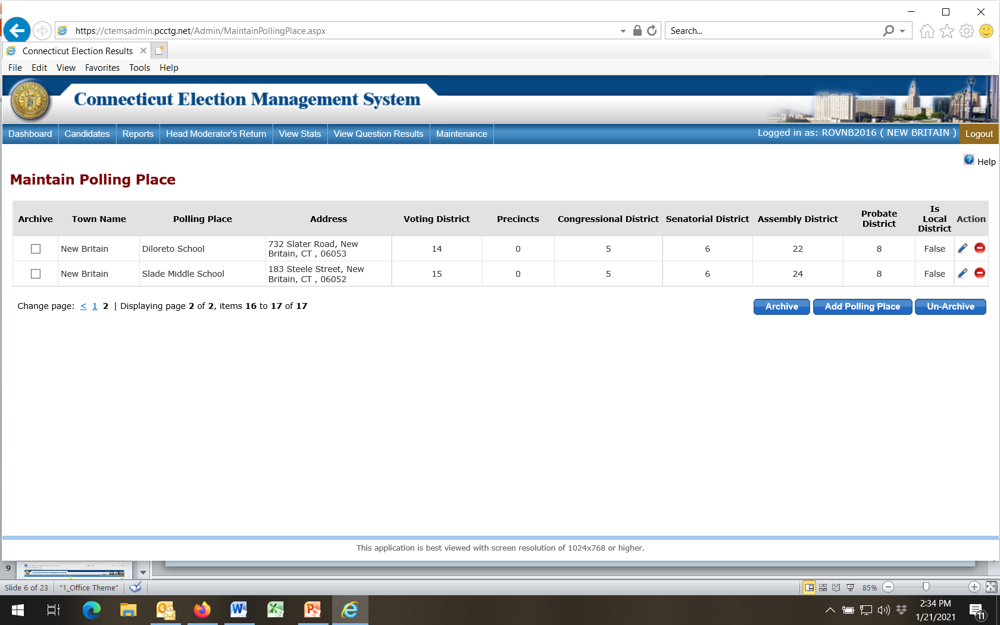 https://ctemsadmin.pcctg.net/Admin/MaintainPollingPlace.aspx
Search...
Connecticut Election Results
File Edit View Favorites Tools Help
Connecticut Election Management System
Dashboard Candidates Reports Head Moderator's Return View Stats View Question Results Maintenance
Logged in as: ROVNB2016 ( NEW BRITAIN ) Logout
Help
Maintain Polling Place
Archive Town Name Polling Place Address Voting District Precincts Congressional District Senatorial District Assembly District Probate District Is Local District Action
New Britain Diloreto School 732 Slater Road, New Britain, CT , 06053 14 0 5 6 22 8 False
New Britain Slade Middle School 183 Steele Street, New Britain, CT , 06052 15 0 5 6 24 8 False
Change page: < 1 2 | Displaying page 2 of 2, items 16 to 17 of 17
Archive Add Polling Place Un-Archive
This application is best viewed with screen resolution of 1024x768 or higher.
9
Slide 6 of 23 "1_Office Theme" 85%
2:34 PM
1/21/2021
11